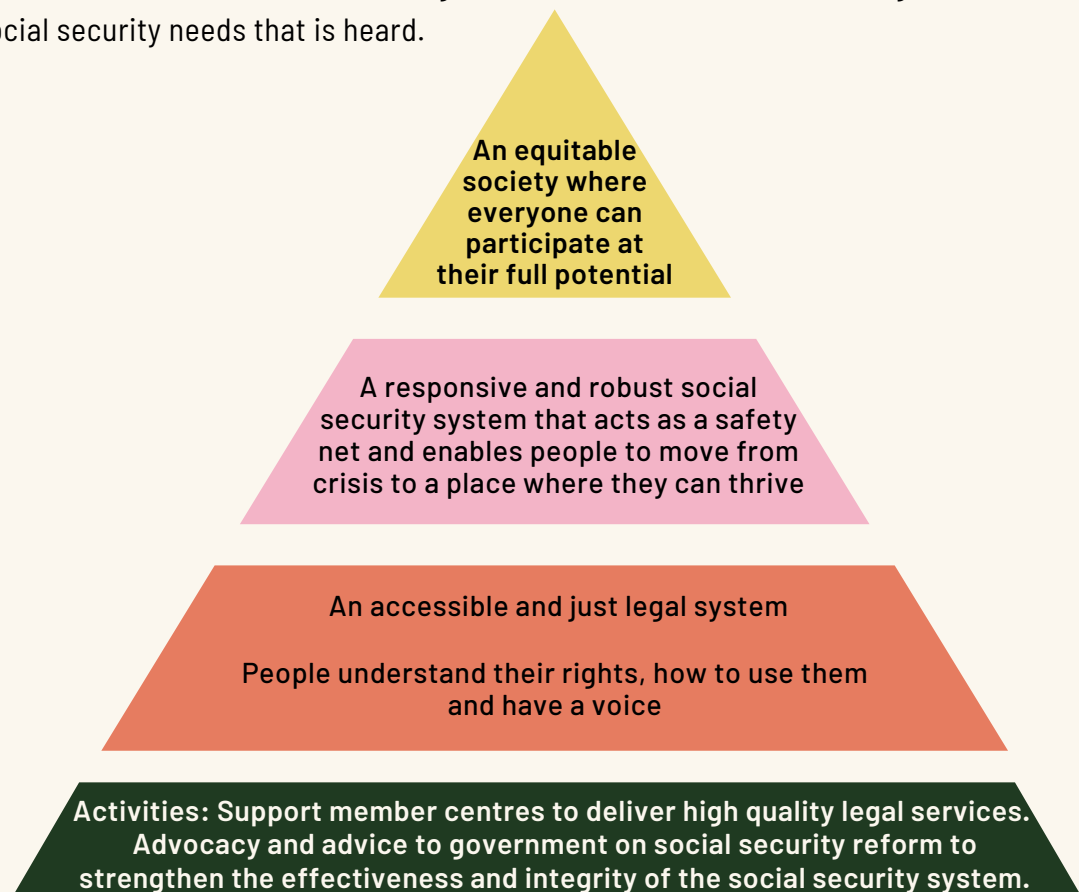 social security needs that is heard.
An equitable
society where
everyone can
participate at
their full potential
A responsive and robust social
security system that acts as a safety
net and enables people to move from
crisis to a place where they can thrive
An accessible and just legal system
People understand their rights, how to use them
and have a voice
Activities: Support member centres to deliver high quality legal services.
Advocacy and advice to government on social security reform to
strengthen the effectiveness and integrity of the social security system.